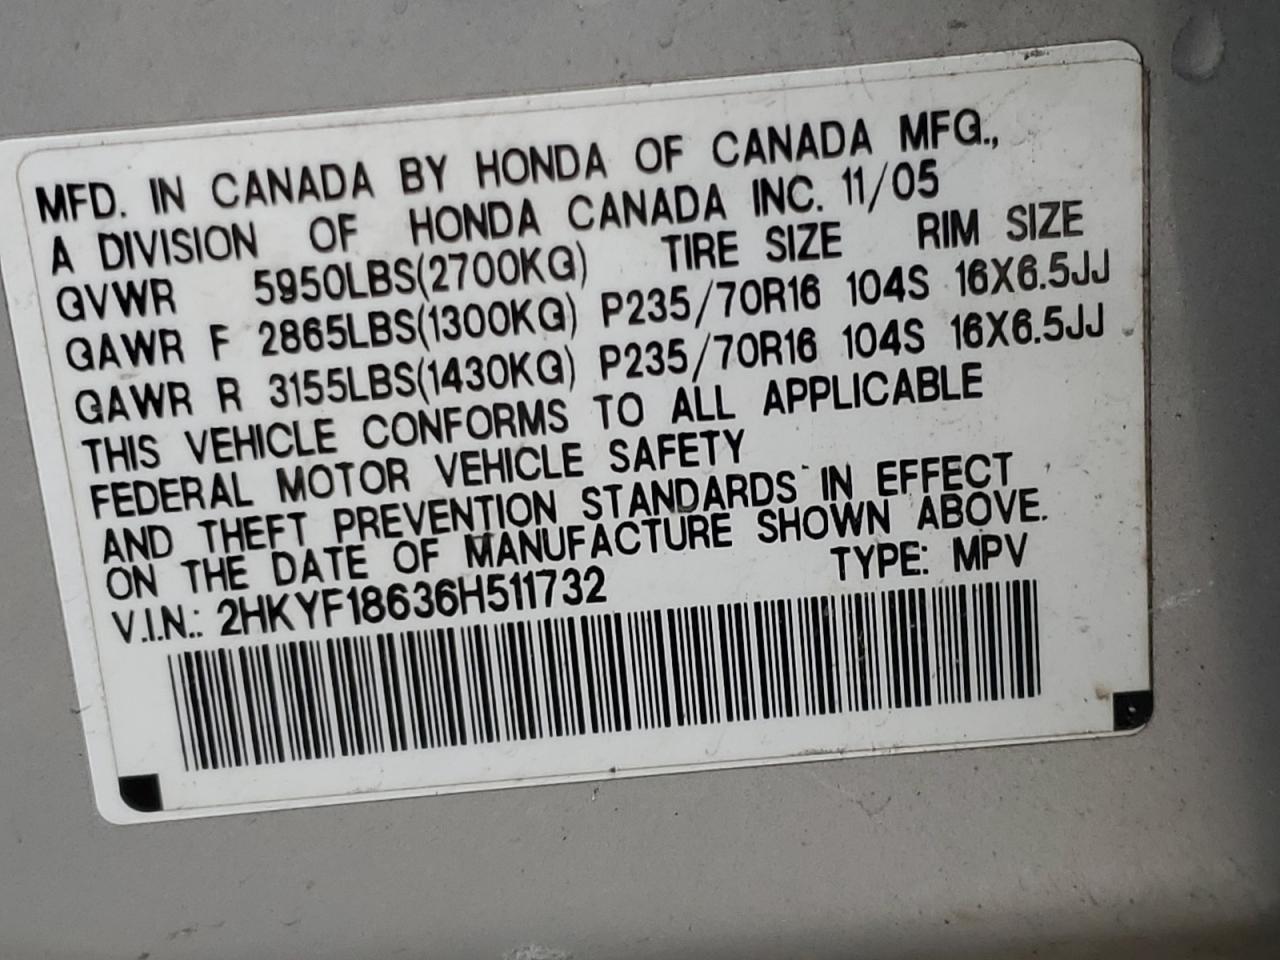 MFD. IN CANADA BY HONDA OF CANADA MFG.,
A DIVISION OF HONDA CANADA INC. 11/05
GVWR 5950LBS(2700KG) TIRE SIZE RIM SIZE
GAWR F 2865LBS(1300KG) P235/70R16 104S 16X6.5JJ
GAWR R 3155LBS(1430KG) P235/70R16 104S 16X6.5JJ
THIS VEHICLE CONFORMS TO ALL APPLICABLE
FEDERAL MOTOR VEHICLE SAFETY
AND THEFT PREVENTION STANDARDS IN EFFECT
ON THE DATE OF MANUFACTURE SHOWN ABOVE.
V.I.N.: 2HKYF18636H511732 TYPE: MPV